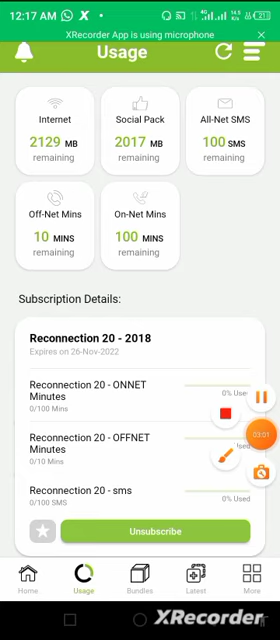 12:17 AM
XRecorder App is using microphone
Usage
Internet
2129 MB
remaining
Social Pack
2017 MB
remaining
All-Net SMS
100 SMS
remaining
Off-Net Mins
10 MINS
remaining
On-Net Mins
100 MINS
remaining
Subscription Details:
Reconnection 20 - 2018
Expires on 26-Nov-2022
Reconnection 20 - ONNET
Minutes
0/100 Mins
0% Used
Reconnection 20 - OFFNET
Minutes
0/10 Mins
Used
Reconnection 20 - sms
0/100 SMS
0% Used
03:01
Unsubscribe
Home
Usage
Bundles
Latest
More
XRecorder